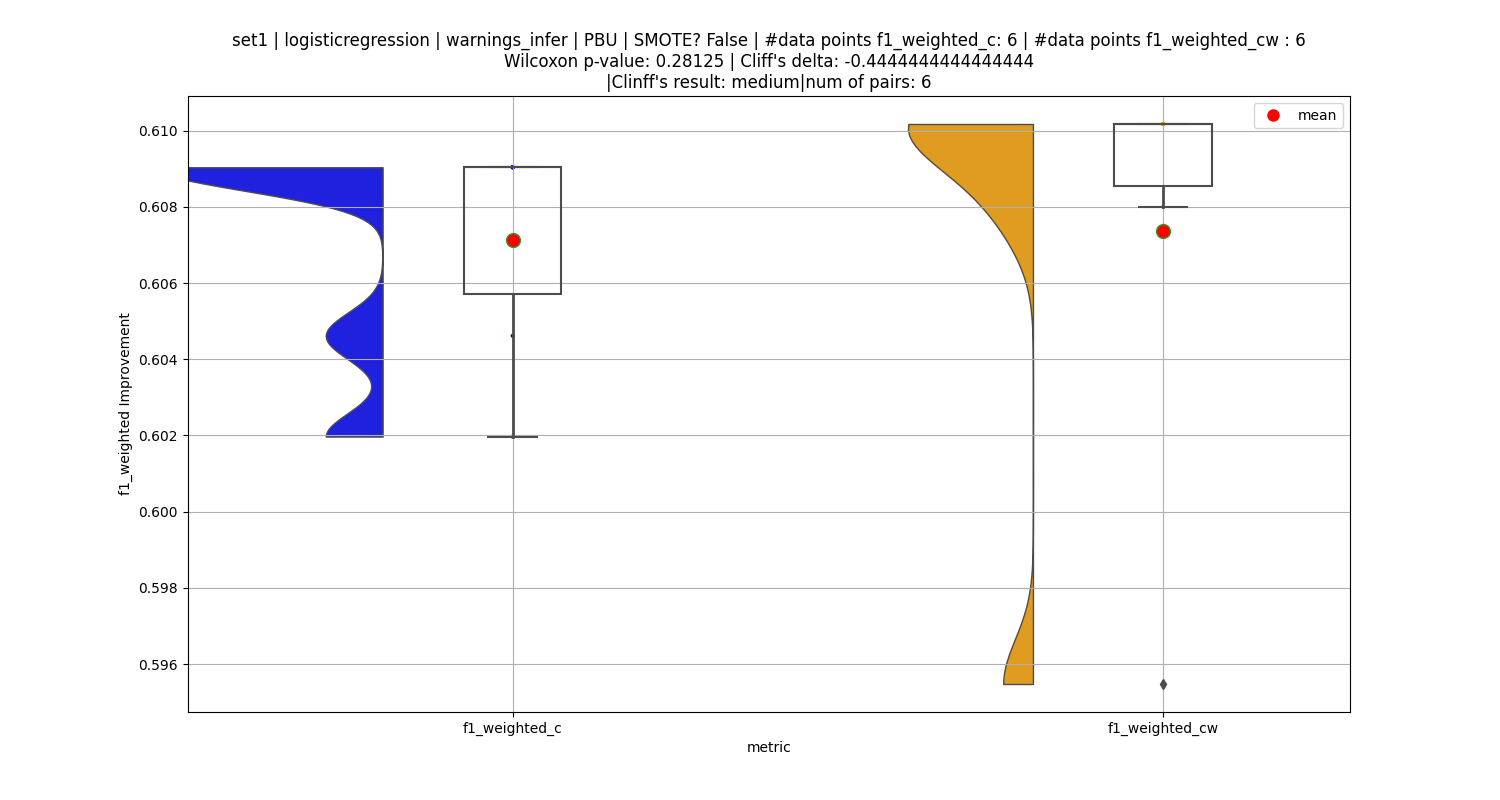 set1 | logisticregression | warnings_infer | PBU | SMOTE? False | #data points f1_weighted_c: 6 | #data points f1_weighted_cw : 6
Wilcoxon p-value: 0.28125 | Cliff's delta: -0.4444444444444444
|Clinff's result: medium|num of pairs: 6
mean
0.610
0.608
0.606
0.604
0.602
0.600
0.598
0.596
f1_weighted Improvement
f1_weighted_c
f1_weighted_cw
metric